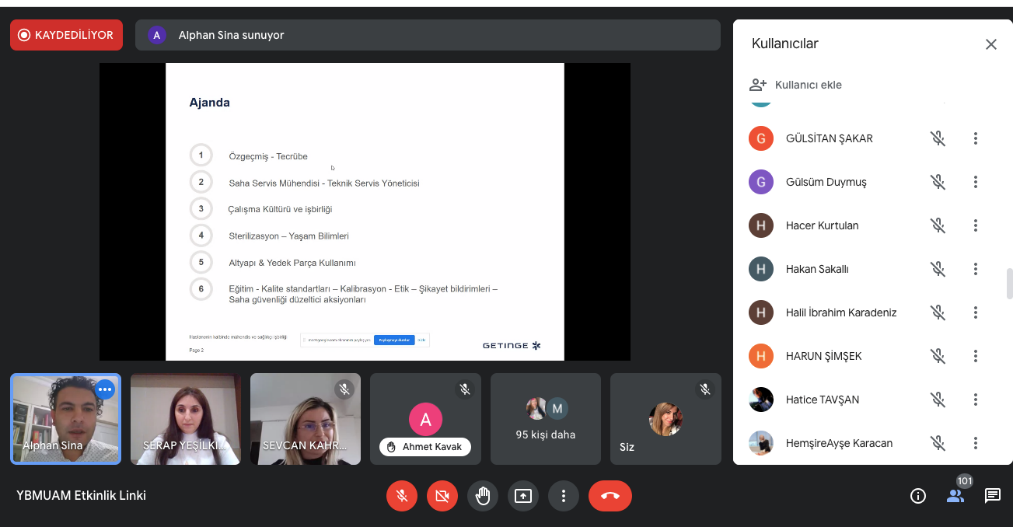 KAYDEDİLİYOR
A
Alphan Sina sunuyor
Ajanda
1
Özgeçmiş - Tecrübe
2
Saha Servis Mühendisi - Teknik Servis Yöneticisi
3
Çalışma Kültürü ve işbirliği
4
Sterilizasyon – Yaşam Bilimleri
5
Altyapı & Yedek Parça Kullanımı
6
Eğitim - Kalite standartları – Kalibrasyon - Etik – Şikayet bildirimleri –
Saha güvenliği düzeltici aksiyonları
Page 2
GETINGE
Alphan Sina
SERAP YEŞİLKI...
SEVCAN KAHR...
A
Ahmet Kavak
M
95 kişi daha
Siz
YBMUAM Etkinlik Linki
Kullanıcılar
Kullanıcı ekle
G
GÜLSİTAN ŞAKAR
G
Gülsüm Duymuş
H
Hacer Kurtulan
H
Hakan Sakallı
H
Halil İbrahim Karadeniz
H
HARUN ŞİMŞEK
Hatice TAVŞAN
HemşireAyşe Karacan
101